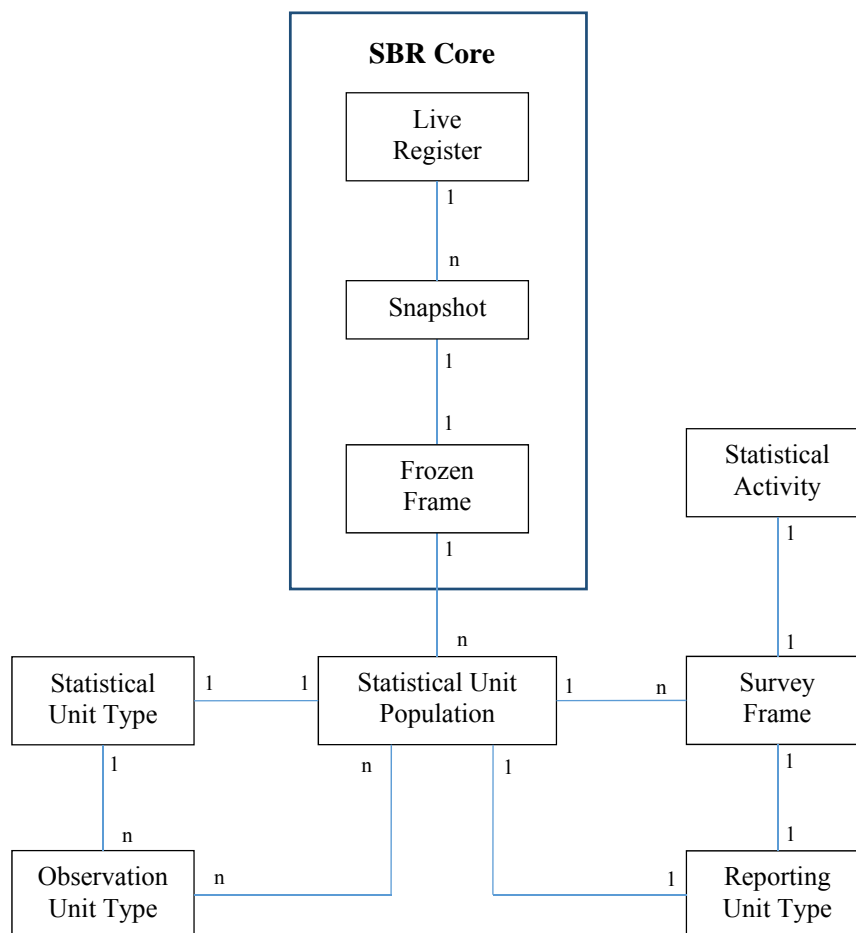 SBR Core
Live
Register
1
n
Snapshot
1
1
Frozen
Frame
1
Statistical
Activity
1
n
1
Statistical
Unit Type
1
1
Statistical Unit
Population
1
n
Survey
Frame
1
n
1
1
n
1
Observation
Unit Type
n
1
Reporting
Unit Type